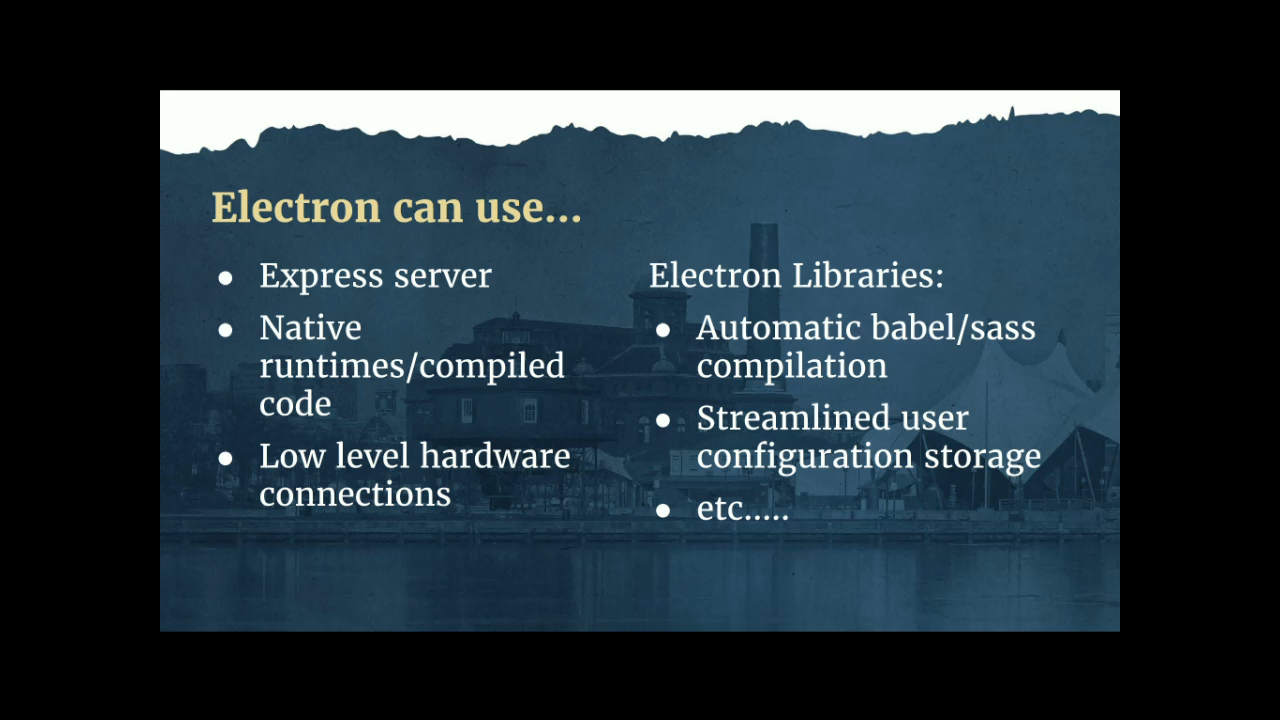 Electron can use...
● Express server
● Native
runtimes/compiled
code
● Low level hardware
connections
Electron Libraries:
● Automatic babel/sass
compilation
● Streamlined user
configuration storage
● etc.....